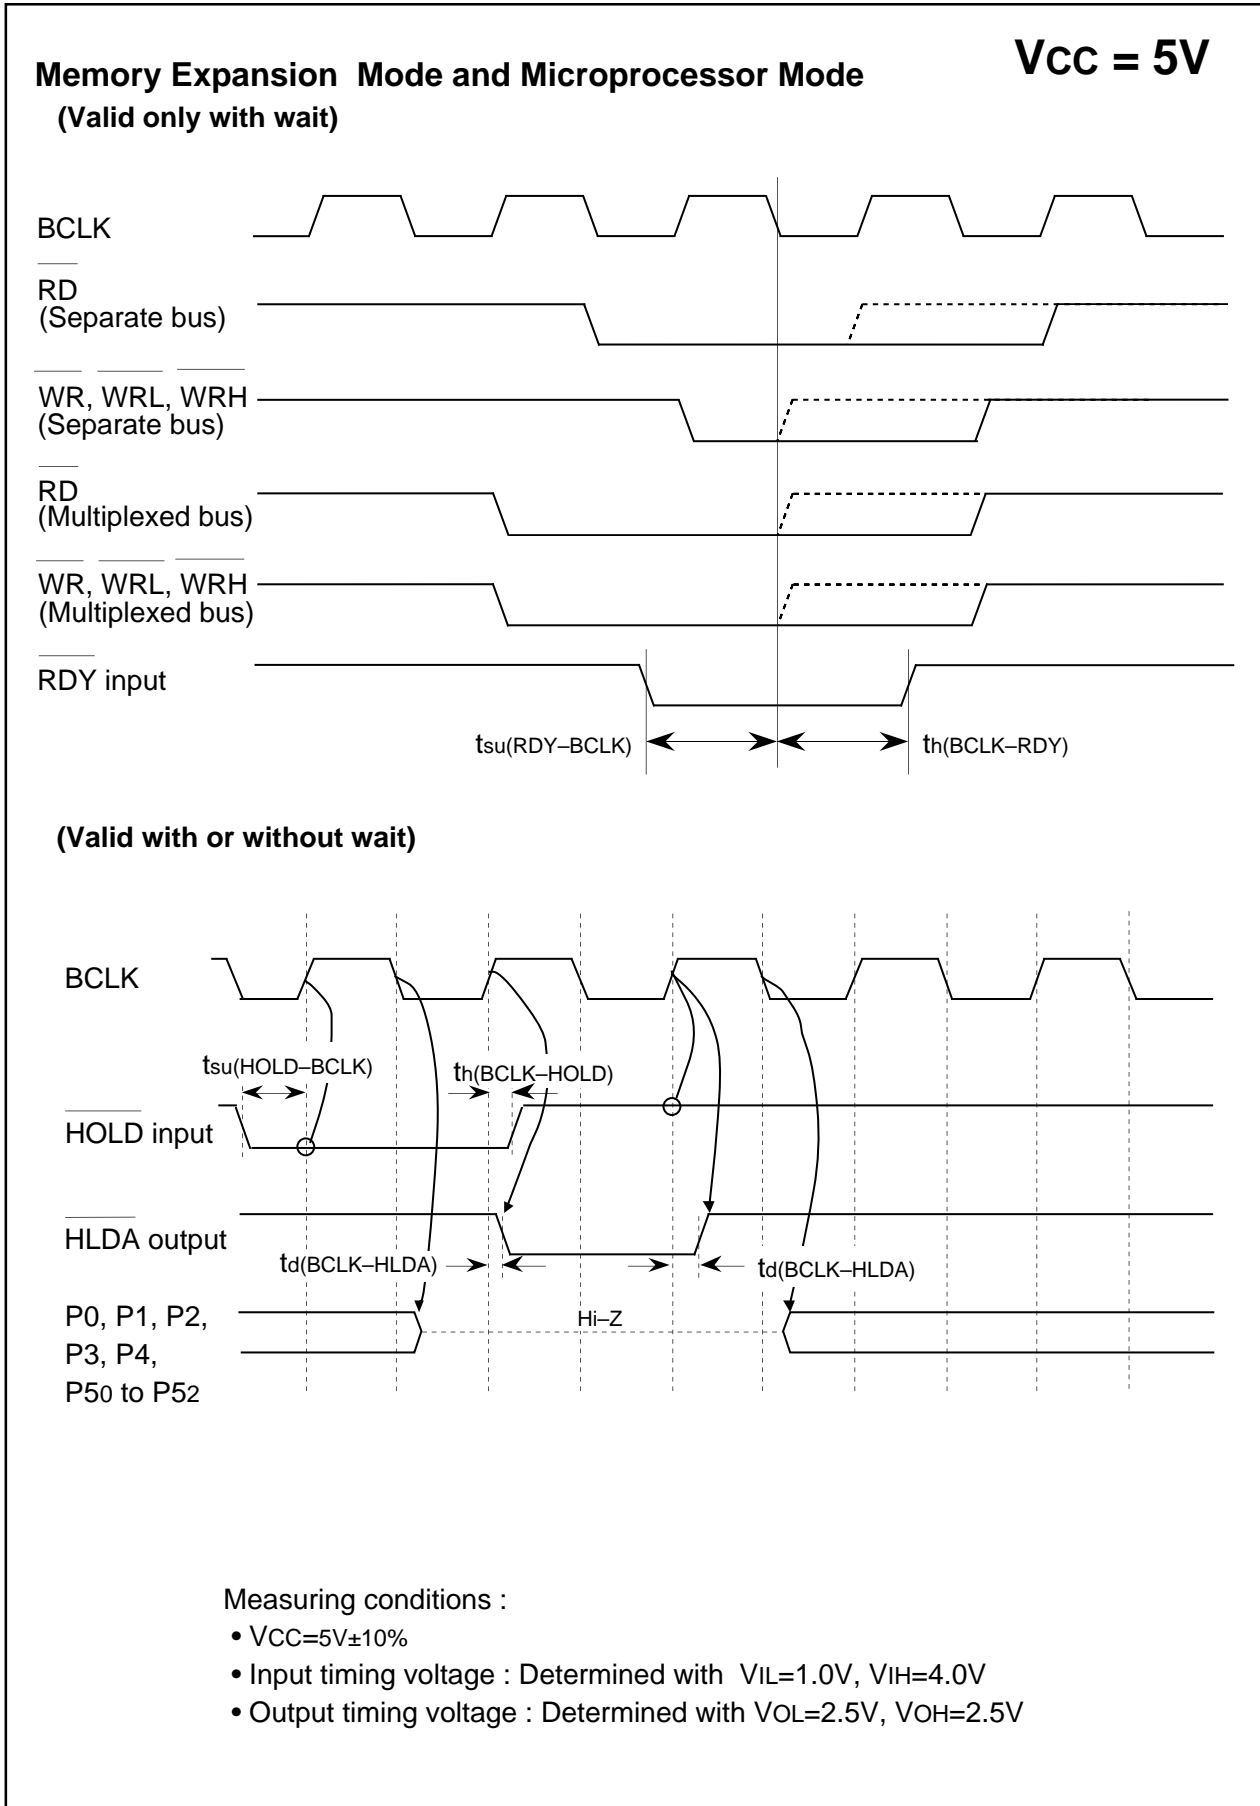 VCC = 5V
Memory Expansion Mode and Microprocessor Mode
(Valid only with wait)
BCLK
RD
(Separate bus)
WR, WRL, WRH
(Separate bus)
RD
(Multiplexed bus)
WR, WRL, WRH
(Multiplexed bus)
RDY input
tsu(RDY–BCLK)
th(BCLK–RDY)
(Valid with or without wait)
BCLK
tsu(HOLD–BCLK)
th(BCLK–HOLD)
HOLD input
HLDA output
td(BCLK–HLDA)
td(BCLK–HLDA)
P0, P1, P2,
P3, P4,
P50 to P52
Hi–Z
Measuring conditions :
• VCC=5V±10%
• Input timing voltage : Determined with VIL=1.0V, VIH=4.0V
• Output timing voltage : Determined with VOL=2.5V, VOH=2.5V